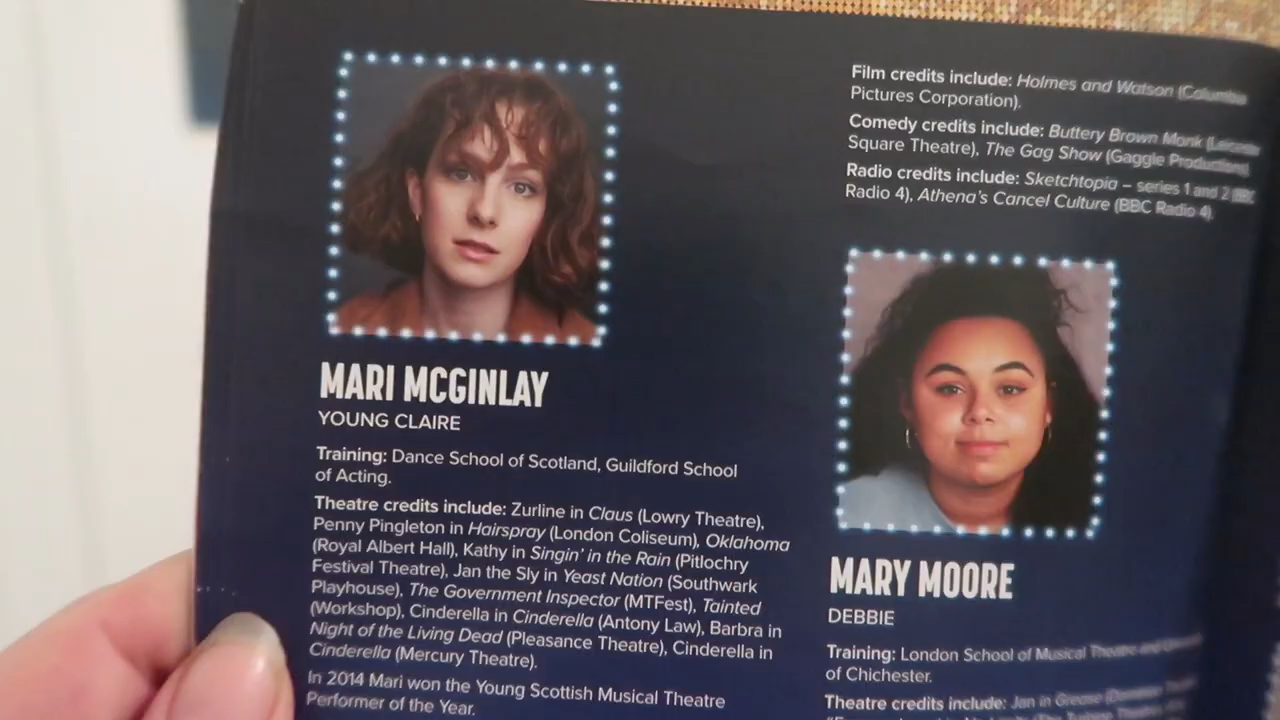 MARI MCGINLAY
YOUNG CLAIRE
Training: Dance School of Scotland, Guildford School
of Acting.
Theatre credits include: Zurline in Claus (Lowry Theatre),
Penny Pingleton in Hairspray (London Coliseum), Oklahoma
(Royal Albert Hall), Kathy in Singin' in the Rain (Pitlochry
Festival Theatre), Jan the Sly in Yeast Nation (Southwark
Playhouse), The Government Inspector (MTFest), Tainted
(Workshop), Cinderella in Cinderella (Antony Law), Barbra in
Night of the Living Dead (Pleasance Theatre), Cinderella in
Cinderella (Mercury Theatre).
In 2014 Mari won the Young Scottish Musical Theatre
Performer of the Year.
Film credits include: Holmes and Watson (Columbia
Pictures Corporation).
Comedy credits include: Buttery Brown Monk (Leicester
Square Theatre), The Gag Show (Gaggle Productions).
Radio credits include: Sketchtopia – series 1 and 2 (BBC
Radio 4), Athena's Cancel Culture (BBC Radio 4).
MARY MOORE
DEBBIE
Training: London School of Musical Theatre and
of Chichester.
Theatre credits include: Jan in Grease